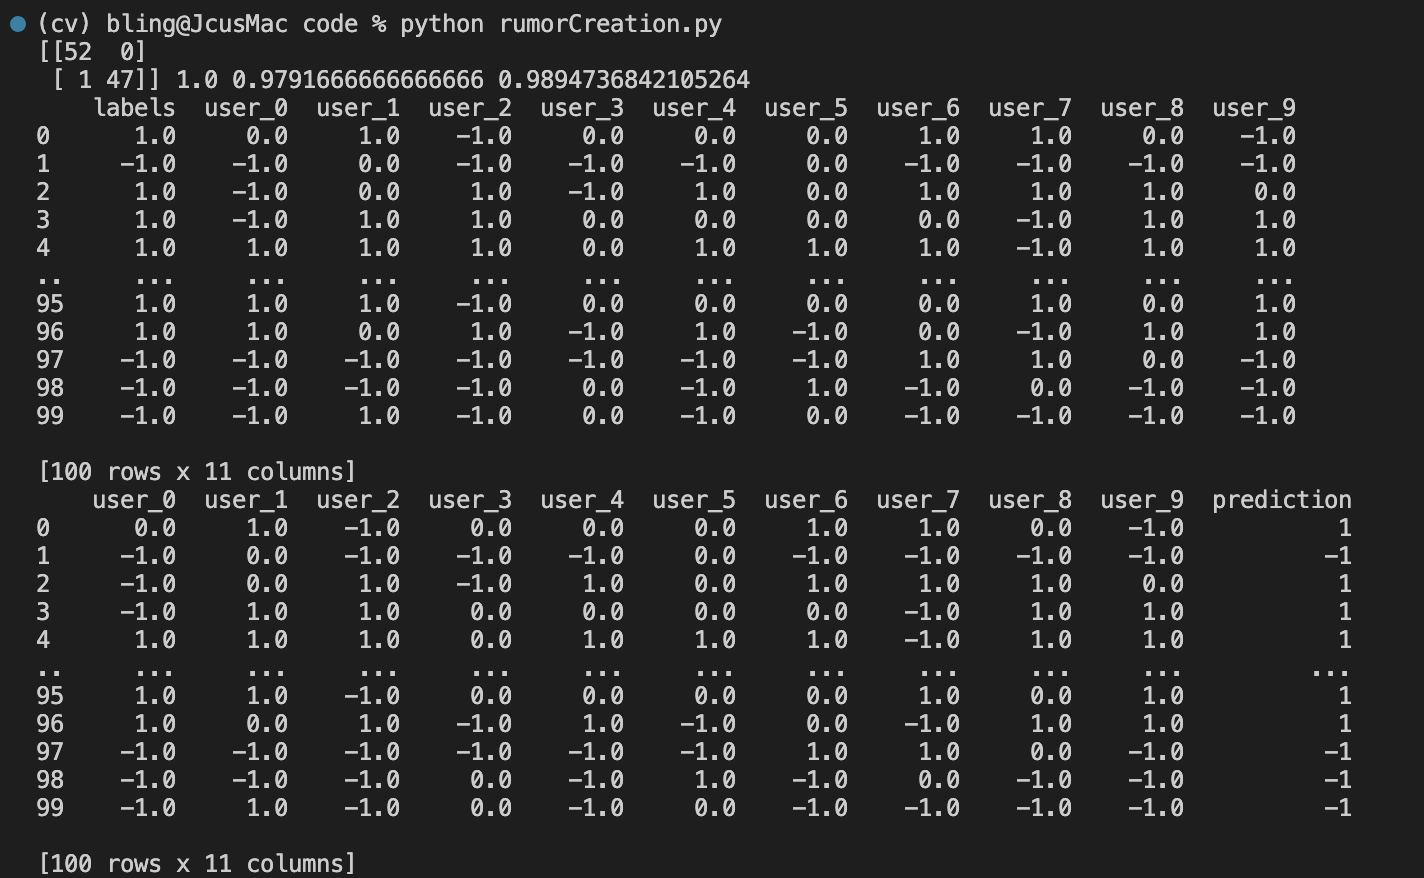 (cv) bling@JcusMac code % python rumorCreation.py
[[52  0]
 [ 1 47]] 1.0 0.9791666666666666 0.9894736842105264
    labels  user_0  user_1  user_2  user_3  user_4  user_5  user_6  user_7  user_8  user_9
0      1.0     0.0     1.0    -1.0     0.0     0.0     0.0     1.0     1.0     0.0    -1.0
1     -1.0    -1.0     0.0    -1.0    -1.0    -1.0     0.0    -1.0    -1.0    -1.0    -1.0
2      1.0    -1.0     0.0     1.0    -1.0     1.0     0.0     1.0     1.0     1.0     0.0
3      1.0    -1.0     1.0     1.0     0.0     0.0     0.0     0.0    -1.0     1.0     1.0
4      1.0     1.0     1.0     1.0     0.0     1.0     1.0     1.0    -1.0     1.0     1.0
..     ...     ...     ...     ...     ...     ...     ...     ...     ...     ...     ...
95     1.0     1.0     1.0    -1.0     0.0     0.0     0.0     0.0     1.0     0.0     1.0
96     1.0     1.0     0.0     1.0    -1.0     1.0    -1.0     0.0    -1.0     1.0     1.0
97    -1.0    -1.0    -1.0    -1.0    -1.0    -1.0    -1.0     1.0     1.0     0.0    -1.0
98    -1.0    -1.0    -1.0    -1.0     0.0    -1.0     1.0    -1.0     0.0    -1.0    -1.0
99    -1.0    -1.0     1.0    -1.0     0.0    -1.0     0.0    -1.0    -1.0    -1.0    -1.0
[100 rows x 11 columns]
    user_0  user_1  user_2  user_3  user_4  user_5  user_6  user_7  user_8  user_9  prediction
0      0.0     1.0    -1.0     0.0     0.0     0.0     1.0     1.0     0.0    -1.0           1
1     -1.0     0.0    -1.0    -1.0    -1.0     0.0    -1.0    -1.0    -1.0    -1.0          -1
2     -1.0     0.0     1.0    -1.0     1.0     0.0     1.0     1.0     1.0     0.0           1
3     -1.0     1.0     1.0     0.0     0.0     0.0     0.0    -1.0     1.0     1.0           1
4      1.0     1.0     1.0     0.0     1.0     1.0     1.0    -1.0     1.0     1.0           1
..     ...     ...     ...     ...     ...     ...     ...     ...     ...     ...         ...
95     1.0     1.0    -1.0     0.0     0.0     0.0     0.0     1.0     0.0     1.0           1
96     1.0     0.0     1.0    -1.0     1.0    -1.0     0.0    -1.0     1.0     1.0           1
97    -1.0    -1.0    -1.0    -1.0    -1.0    -1.0     1.0     1.0     0.0    -1.0          -1
98    -1.0    -1.0    -1.0     0.0    -1.0     1.0    -1.0     0.0    -1.0    -1.0          -1
99    -1.0     1.0    -1.0     0.0    -1.0     0.0    -1.0    -1.0    -1.0    -1.0          -1
[100 rows x 11 columns]